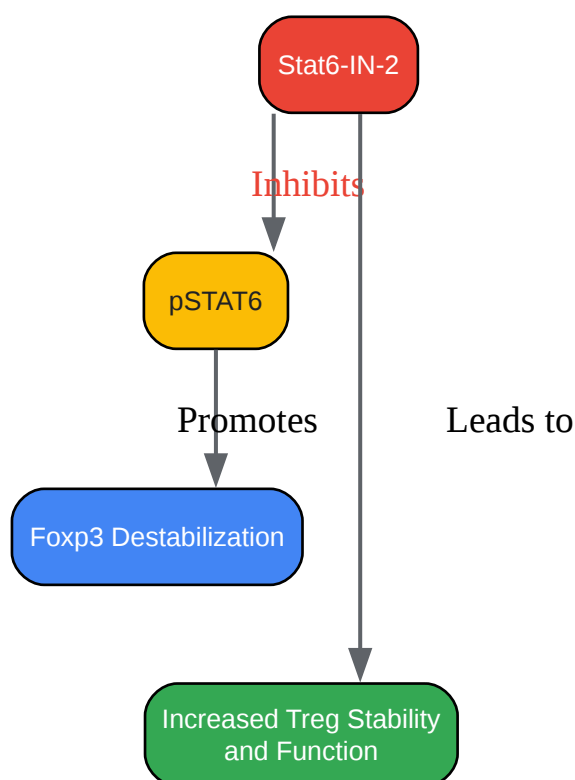 Stat6-IN-2
Inhibits
pSTAT6
Promotes
Leads to
Foxp3 Destabilization
Increased Treg Stability
and Function